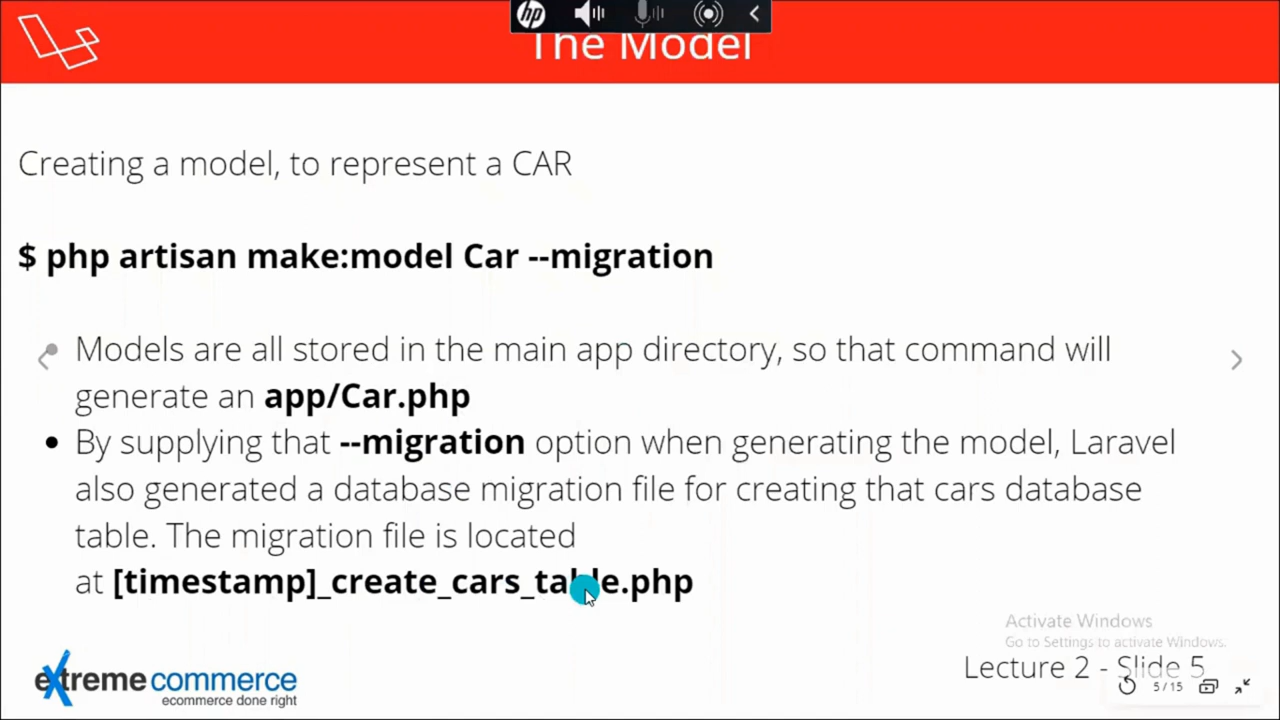 hp
The Model
Creating a model, to represent a CAR
$ php artisan make:model Car --migration
Models are all stored in the main app directory, so that command will
generate an app/Car.php
By supplying that --migration option when generating the model, Laravel
also generated a database migration file for creating that cars database
table. The migration file is located
at [timestamp]_create_cars_table.php
Activate Windows
Go to Settings to activate Windows.
Lecture 2 - Slide 5
5/15
extreme commerce
ecommerce done right